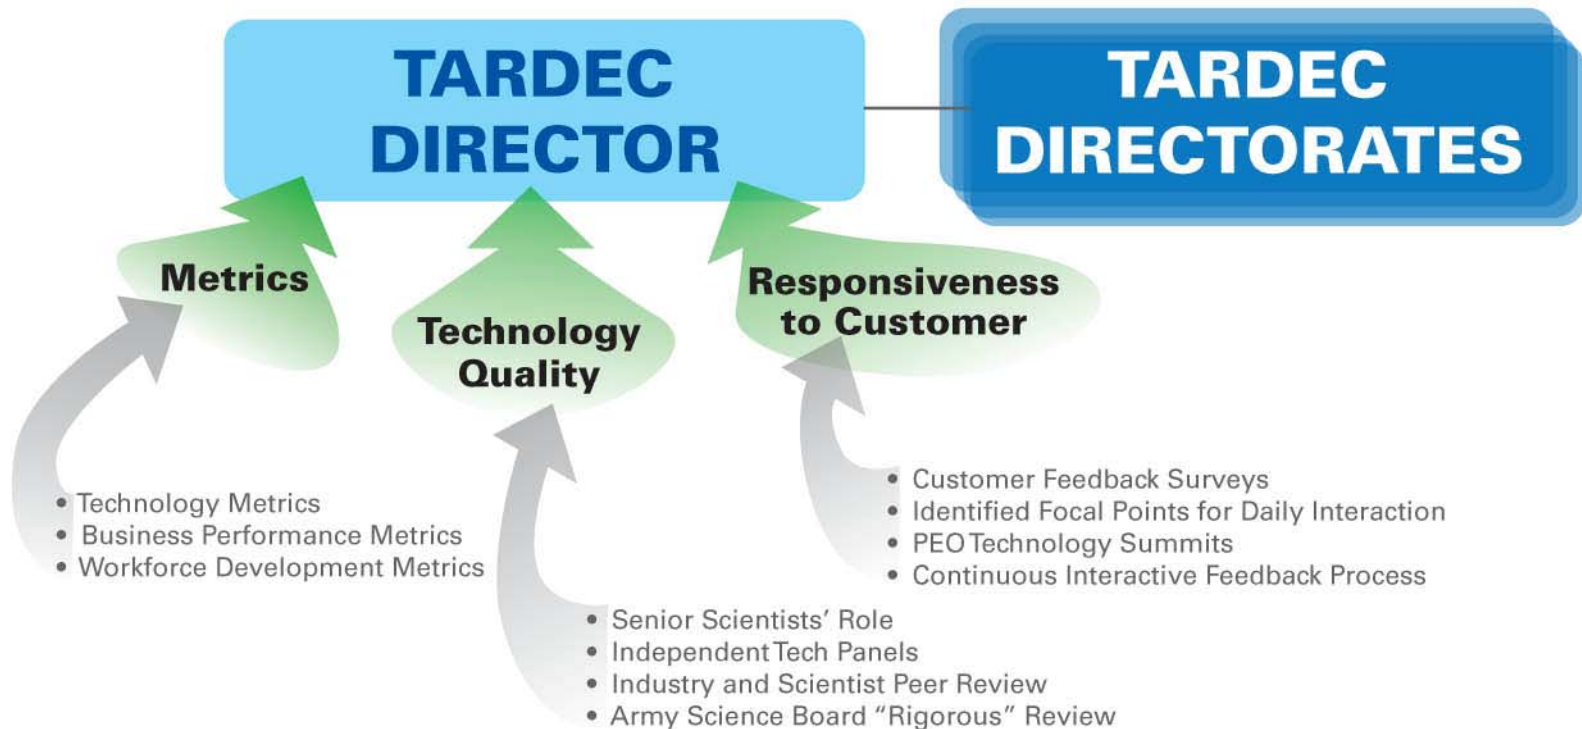 TARDEC
DIRECTOR
TARDEC
DIRECTORATES
Metrics
Technology
Quality
Responsiveness
to Customer
• Technology Metrics
• Business Performance Metrics
• Workforce Development Metrics
• Senior Scientists’ Role
• Independent Tech Panels
• Industry and Scientist Peer Review
• Army Science Board “Rigorous” Review
• Customer Feedback Surveys
• Identified Focal Points for Daily Interaction
• PEO Technology Summits
• Continuous Interactive Feedback Process